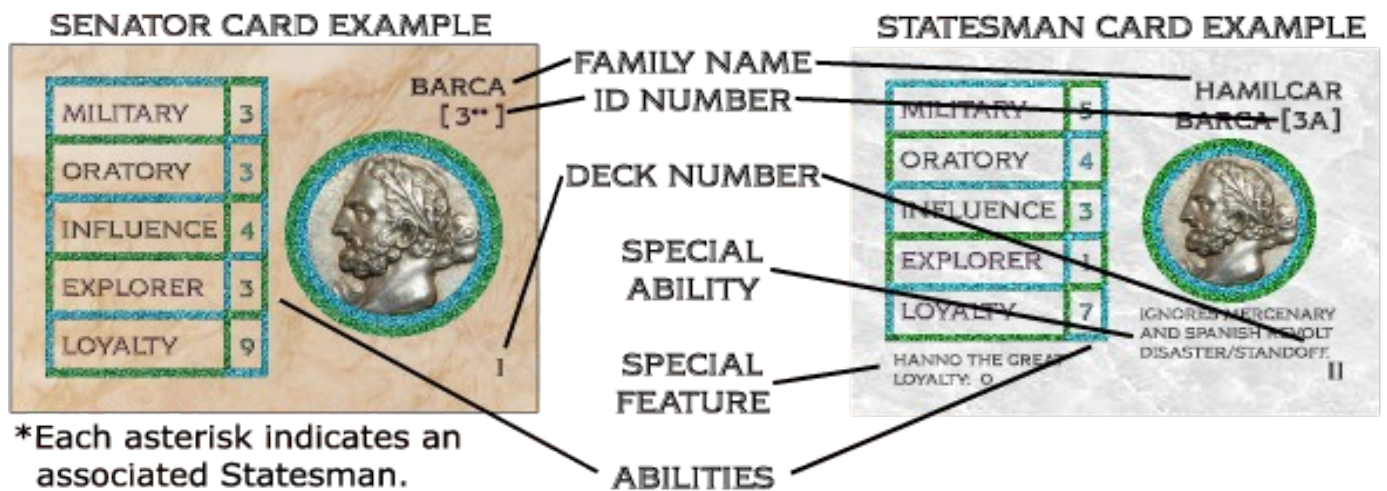 SENATOR CARD EXAMPLE
MILITARY 3
ORATORY 3
INFLUENCE 4
EXPLORER 3
LOYALTY 9
BARCA
[3**]
I
*Each asterisk indicates an
associated Statesman.
FAMILY NAME
ID NUMBER
DECK NUMBER
SPECIAL
ABILITY
SPECIAL
FEATURE
ABILITIES
STATESMAN CARD EXAMPLE
MILITARY 5
ORATORY 4
INFLUENCE 3
EXPLORER 1
LOYALTY 7
HANNO THE GREAT
LOYALTY: 0
HAMILCAR
BARCA [3A]
IGNORES MERCENARY
AND SPANISH REVOLT
DISASTER/STANDOFF.
II